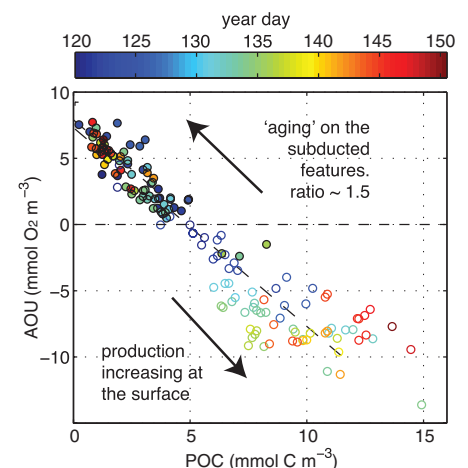 year day
120 125 130 135 140 145 150
10
5
0
−5
−10
0 5 10 15
AOU (mmol O2 m−3)
POC (mmol C m−3)
‘aging’ on the
subducted
features.
ratio ~ 1.5
production
increasing at
the surface